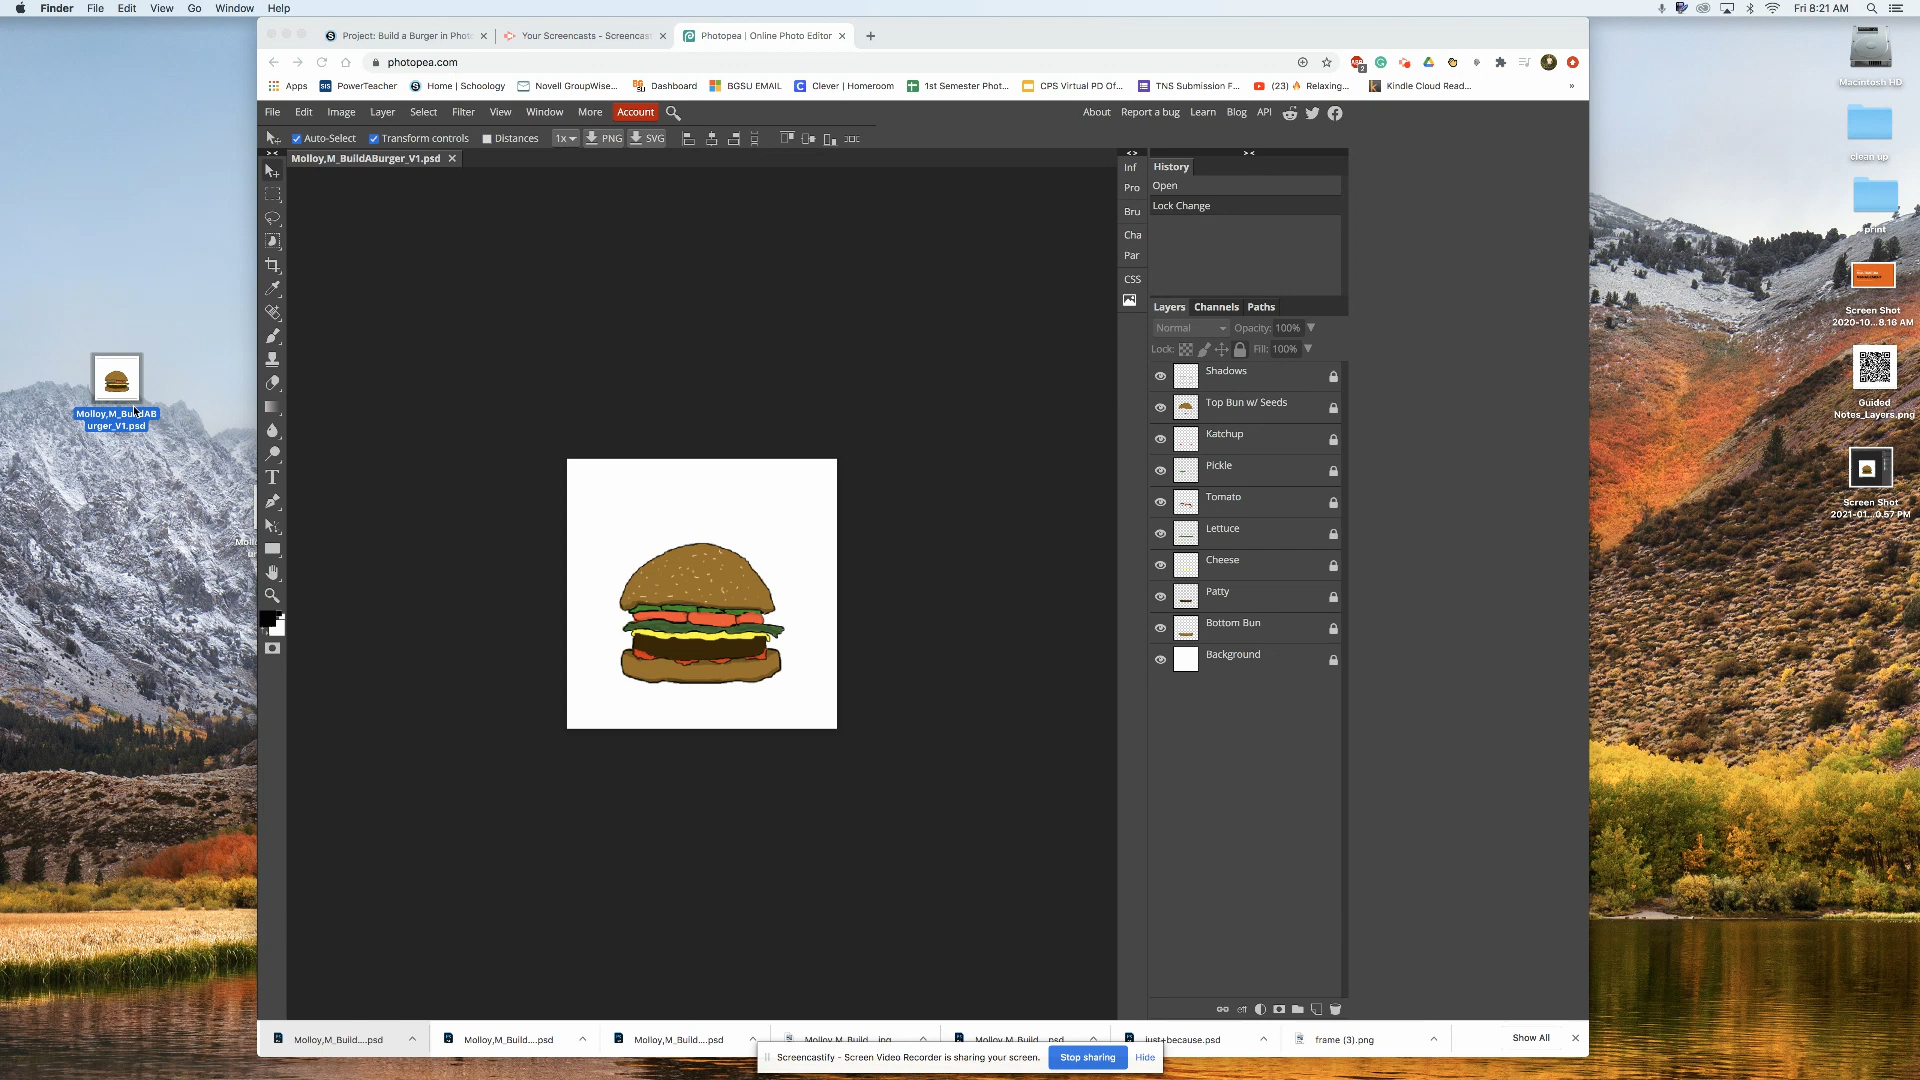 Finder File Edit View Go Window Help
Fri 8:21 AM
Project: Build a Burger in Photo
Your Screencasts - Screencast
Photopea | Online Photo Editor
photopea.com
Apps PowerTeacher Home | Schoology Novell GroupWise... Dashboard BGSU EMAIL Clever | Homeroom 1st Semester Phot... CPS Virtual PD Of... TNS Submission F... (23) Relaxing... Kindle Cloud Read... »
File Edit Image Layer Select Filter View Window More Account
About Report a bug Learn Blog API
Auto-Select Transform controls Distances 1x PNG SVG
Molloy,M_BuildABurger_V1.psd
Inf
Pro
Bru
Cha
Par
CSS
History
Open
Lock Change
Layers Channels Paths
Normal Opacity: 100%
Lock: Fill: 100%
Shadows
Top Bun w/ Seeds
Katchup
Pickle
Tomato
Lettuce
Cheese
Patty
Bottom Bun
Background
eff
Molloy,M_BuildAB
urger_V1.psd
Macintosh HD
clean up
print
Screen Shot
2020-10...8.16 AM
Guided
Notes_Layers.png
Screen Shot
2021-01...0.57 PM
Molloy,M_Build....psd
Molloy,M_Build....psd
Molloy,M_Build....psd
Molloy,M_Build....jpg
Molloy,M_Build....psd
just+because.psd
frame (3).png
Show All
Screencastify - Screen Video Recorder is sharing your screen. Stop sharing Hide